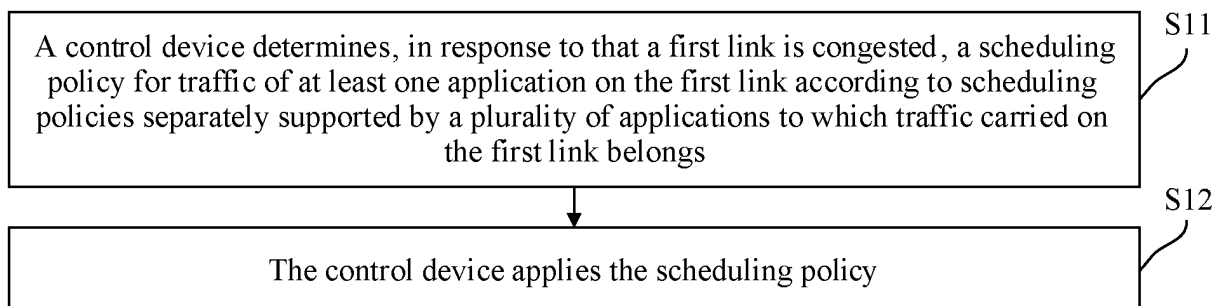 S11
A control device determines, in response to that a first link is congested, a scheduling
policy for traffic of at least one application on the first link according to scheduling
policies separately supported by a plurality of applications to which traffic carried on
the first link belongs
S12
The control device applies the scheduling policy